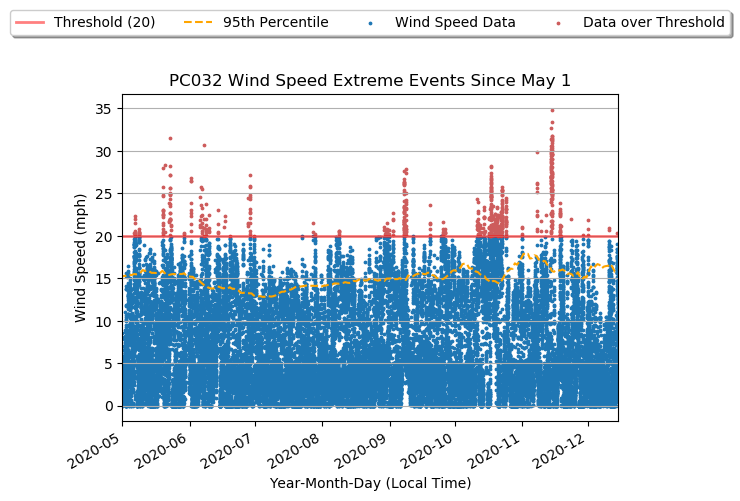 Threshold (20) 95th Percentile Wind Speed Data Data over Threshold
PC032 Wind Speed Extreme Events Since May 1
Wind Speed (mph)
35
30
25
20
15
10
5
0
2020-05 2020-06 2020-07 2020-08 2020-09 2020-10 2020-11 2020-12
Year-Month-Day (Local Time)